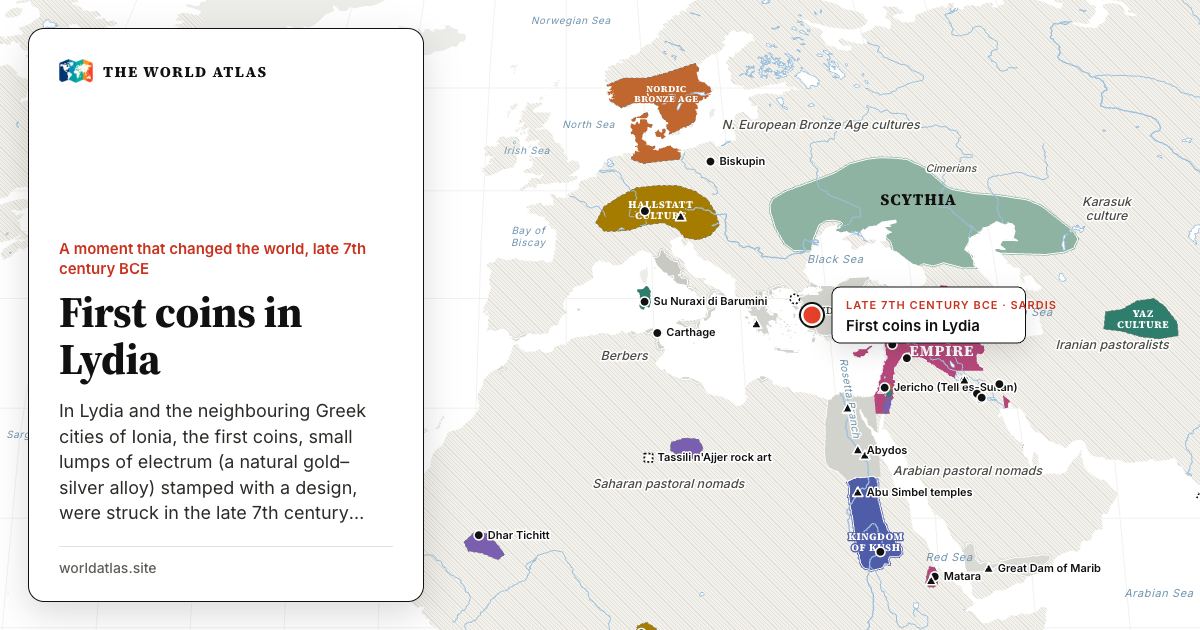 THE WORLD ATLAS
A moment that changed the world, late 7th
century BCE
First coins in
Lydia
In Lydia and the neighbouring Greek
cities of Ionia, the first coins, small
lumps of electrum (a natural gold–
silver alloy) stamped with a design,
were struck in the late 7th century…
worldatlas.site
Norwegian Sea
NORDIC
BRONZE AGE
North Sea
N. European Bronze Age cultures
Irish Sea
Biskupin
Cimerians
HALLSTATT
CULTURE
SCYTHIA
Karasuk
culture
Bay of
Biscay
Black Sea
Su Nuraxi di Barumini
LATE 7TH CENTURY BCE · SARDIS
First coins in Lydia
Sea
YAZ
CULTURE
Carthage
Iranian pastoralists
Berbers
EMPIRE
Rosetta Branch
Jericho (Tell es-Sultan)
Sarg
Abydos
Tassili n'Ajjer rock art
Arabian pastoral nomads
Saharan pastoral nomads
Abu Simbel temples
Dhar Tichitt
KINGDOM
OF KUSH
Red Sea
Great Dam of Marib
Matara
Arabian Sea